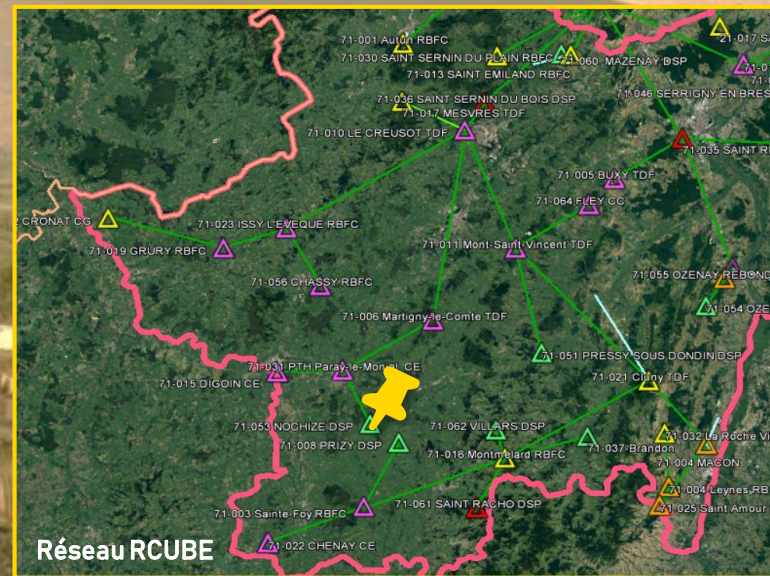 71-001 Autun RBFC
21-017 S
71-030 SAINT SERNIN DU PLAIN RBFC
71-060 MAZENAY DSP
71-013 SAINT EMILAND RBFC
71-046 SERRIGNY EN BRES
71-036 SAINT SERNIN DU BOIS DSP
71-017 MESVRES TDF
71-010 LE CREUSOT TDF
71-035 SAINT R
71-005 BUXY TDF
71-064 FLEY CC
CRONAT CG
71-023 ISSY L'EVEQUE RBFC
71-019 GRURY RBFC
71-011 Mont-Saint-Vincent TDF
71-055 OZENAY REBOND
71-056 CHASSY RBFC
71-054 OZE
71-006 Martigny-le-Comte TDF
71-051 PRESSY SOUS DONDIN DSP
71-031 PTH Paray-le-Monial CE
71-015 DIGOIN CE
71-021 Cluny TDF
71-053 NOCHIZE DSP
71-062 VILLARS DSP
71-032 La Roche Vi
71-008 PRIZY DSP
71-037-Brandon
71-016 Montmelard RBFC
71-004 MACON
71-004-Leynes RB
71-003 Sainte-Foy RBFC
71-061 SAINT RACHO DSP
71-025 Saint Amour
71-022 CHENAY CE
Réseau RCUBE